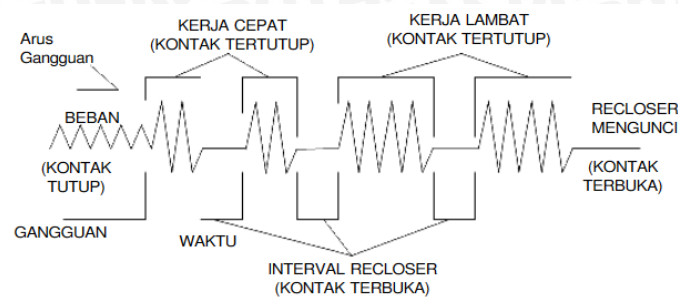 Arus
Gangguan
KERJA CEPAT
(KONTAK TERTUTUP)
KERJA LAMBAT
(KONTAK TERTUTUP)
BEBAN
(KONTAK
TUTUP)
RECLOSER
MENGUNCI
(KONTAK
TERBUKA)
GANGGUAN
WAKTU
INTERVAL RECLOSER
(KONTAK TERBUKA)